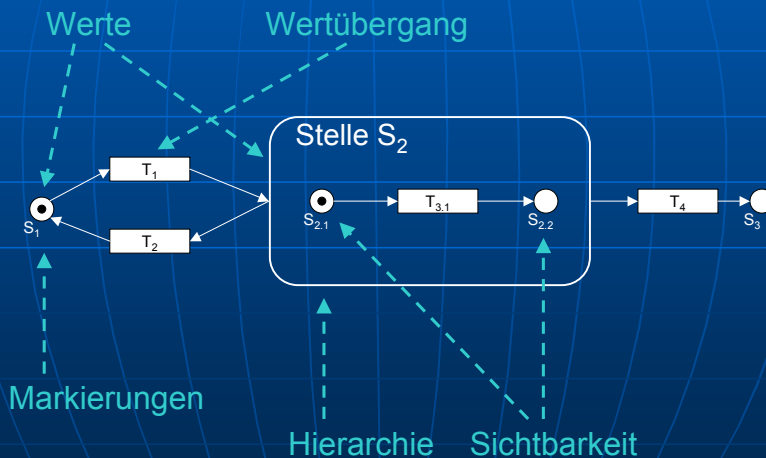 Werte Wertübergang
Stelle S₂
T₁
S₁
T₂
S₂.₁
T₃.₁
S₂.₂
T₄
S₃
Markierungen
Hierarchie Sichtbarkeit